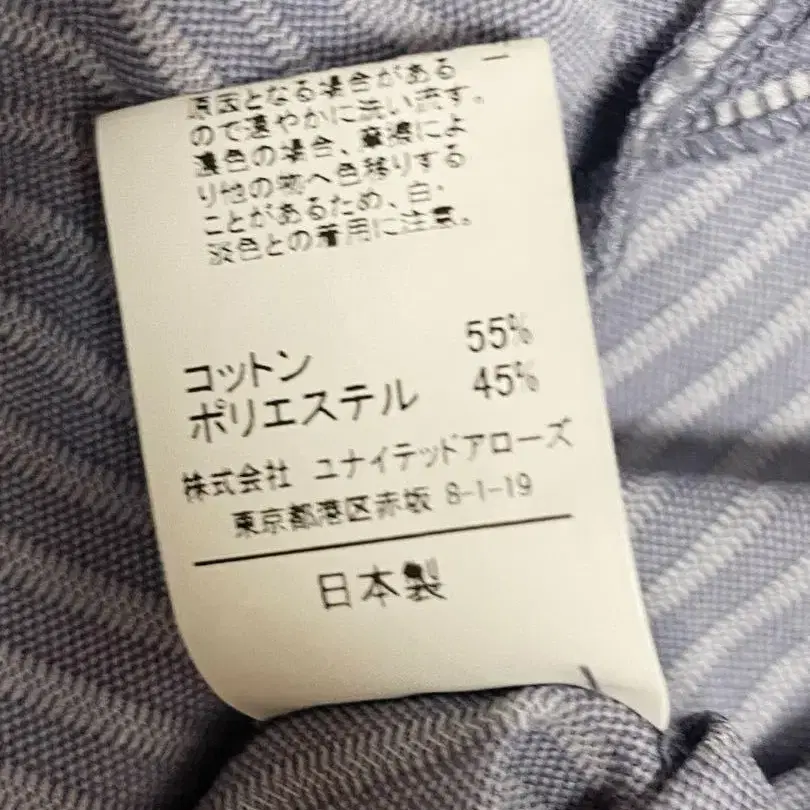 原因となる場合がある
ので速やかに洗い流す。
濃色の場合、摩擦によ
り他の物へ色移りする
ことがあるため、白・
淡色との着用に注意。
コットン 55%
ポリエステル 45%
株式会社 ユナイテッドアローズ
東京都港区赤坂 8-1-19
日本製